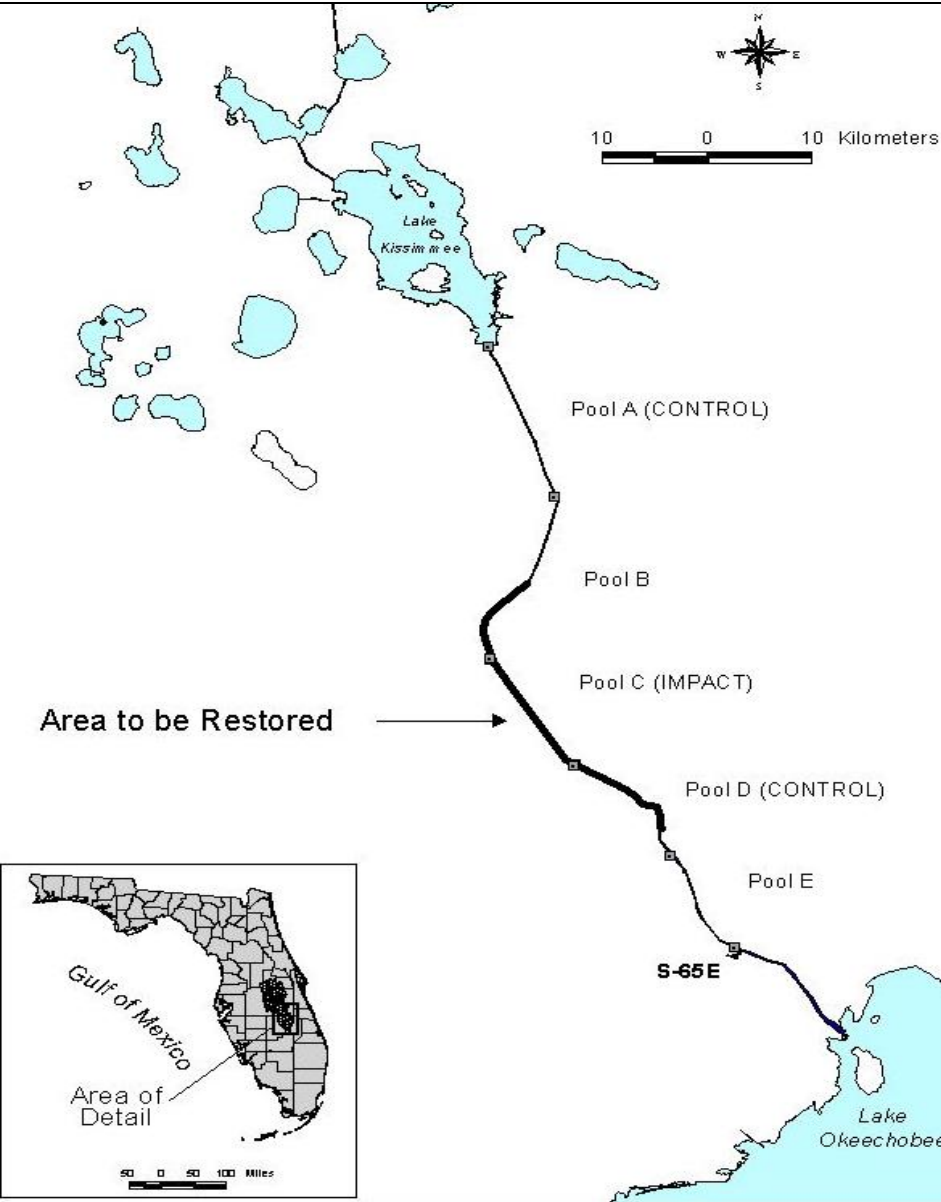 N
W E
S
10 0 10 Kilometers
Lake
Kissimmee
Pool A (CONTROL)
Pool B
Pool C (IMPACT)
Area to be Restored
Pool D (CONTROL)
Pool E
S-65E
Gulf of Mexico
Area of
Detail
50 0 50 100 Miles
Lake
Okeechobee